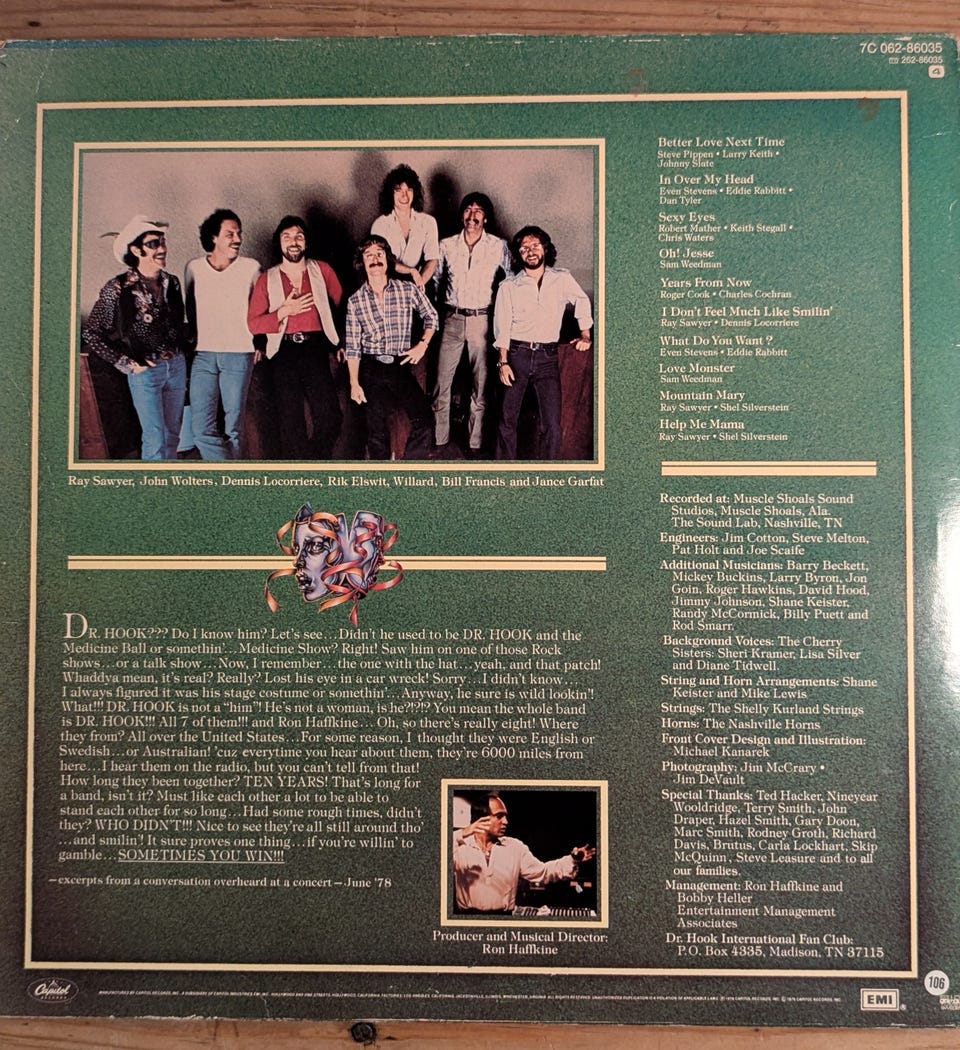 7C 062-86035
262-86035
4
Better Love Next Time
Steve Pippen • Larry Keith •
Johnny Slate
In Over My Head
Even Stevens • Eddie Rabbitt •
Dan Tyler
Sexy Eyes
Robert Mather • Keith Stegall •
Chris Waters
Oh! Jesse
Sam Weedman
Years From Now
Roger Cook • Charles Cochran
I Don't Feel Much Like Smilin'
Ray Sawyer • Dennis Locorriere
What Do You Want?
Even Stevens • Eddie Rabbitt
Love Monster
Sam Weedman
Mountain Mary
Ray Sawyer • Shel Silverstein
Help Me Mama
Ray Sawyer • Shel Silverstein
Ray Sawyer, John Wolters, Dennis Locorriere, Rik Elswit, Willard, Bill Francis and Jance Garfat
DR. HOOK??? Do I know him? Let's see...Didn't he used to be DR. HOOK and the
Medicine Ball or somethin'...Medicine Show? Right! Saw him on one of those Rock
shows...or a talk show...Now, I remember...the one with the hat...yeah, and that patch!
Whaddya mean, it's real? Really? Lost his eye in a car wreck! Sorry...I didn't know...
I always figured it was his stage costume or somethin'...Anyway, he sure is wild lookin'!
What!!! DR. HOOK is not a "him"! He's not a woman, is he?!?!? You mean the whole band
is DR. HOOK!!! All 7 of them!!! and Ron Haffkine...Oh, so there's really eight! Where
they from? All over the United States...For some reason, I thought they were English or
Swedish...or Australian! 'cuz everytime you hear about them, they're 6000 miles from
here...I hear them on the radio, but you can't tell from that!
How long they been together? TEN YEARS! That's long for
a band, isn't it? Must like each other a lot to be able to
stand each other for so long...Had some rough times, didn't
they? WHO DIDN'T!!! Nice to see they're all still around tho'
...and smilin'! It sure proves one thing...if you're willin' to
gamble...SOMETIMES YOU WIN!!!
—excerpts from a conversation overheard at a concert—June '78
Producer and Musical Director:
Ron Haffkine
Recorded at: Muscle Shoals Sound
Studios, Muscle Shoals, Ala.
The Sound Lab, Nashville, TN
Engineers: Jim Cotton, Steve Melton,
Pat Holt and Joe Scaife
Additional Musicians: Barry Beckett,
Mickey Buckins, Larry Byron, Jon
Goin, Roger Hawkins, David Hood,
Jimmy Johnson, Shane Keister,
Randy McCormick, Billy Puett and
Rod Smarr.
Background Voices: The Cherry
Sisters: Sheri Kramer, Lisa Silver
and Diane Tidwell.
String and Horn Arrangements: Shane
Keister and Mike Lewis
Strings: The Shelly Kurland Strings
Horns: The Nashville Horns
Front Cover Design and Illustration:
Michael Kanarek
Photography: Jim McCrary •
Jim DeVault
Special Thanks: Ted Hacker, Nineyear
Wooldridge, Terry Smith, John
Draper, Hazel Smith, Gary Doon,
Marc Smith, Rodney Groth, Richard
Davis, Brutus, Carla Lockhart, Skip
McQuinn, Steve Leasure and to all
our families.
Management: Ron Haffkine and
Bobby Heller
Entertainment Management
Associates
Dr. Hook International Fan Club:
P.O. Box 4335, Madison, TN 37115
Capitol
EMI
106